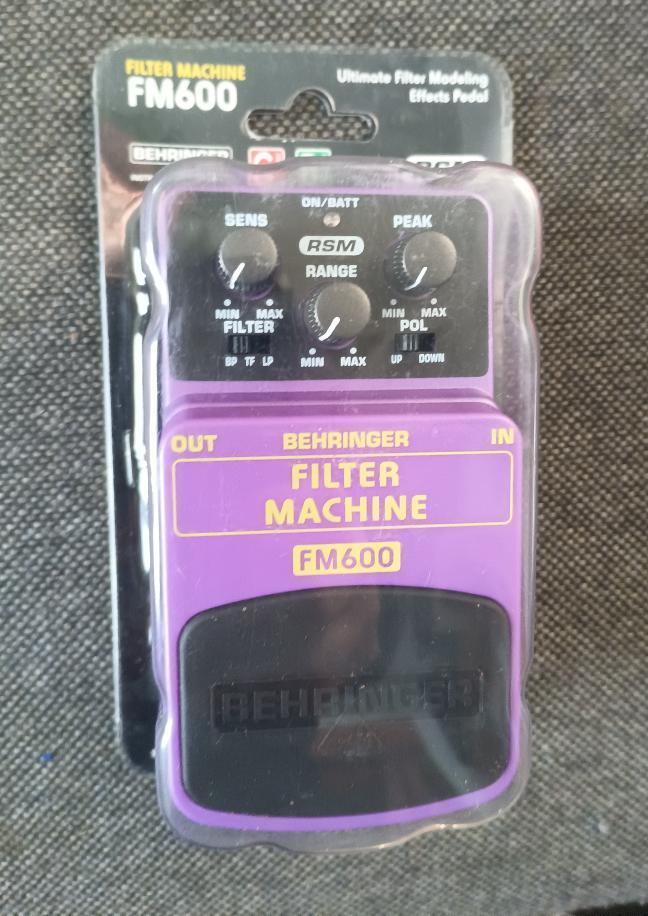 FILTER MACHINE
FM600
Ultimate Filter Modeling
Effects Pedal
BEHRINGER
ON/BATT
SENS
PEAK
RSM
RANGE
MIN MAX
MIN MAX
FILTER
POL
BP TF LP
MIN MAX
UP DOWN
OUT
BEHRINGER
IN
FILTER
MACHINE
FM600
BEHRINGER